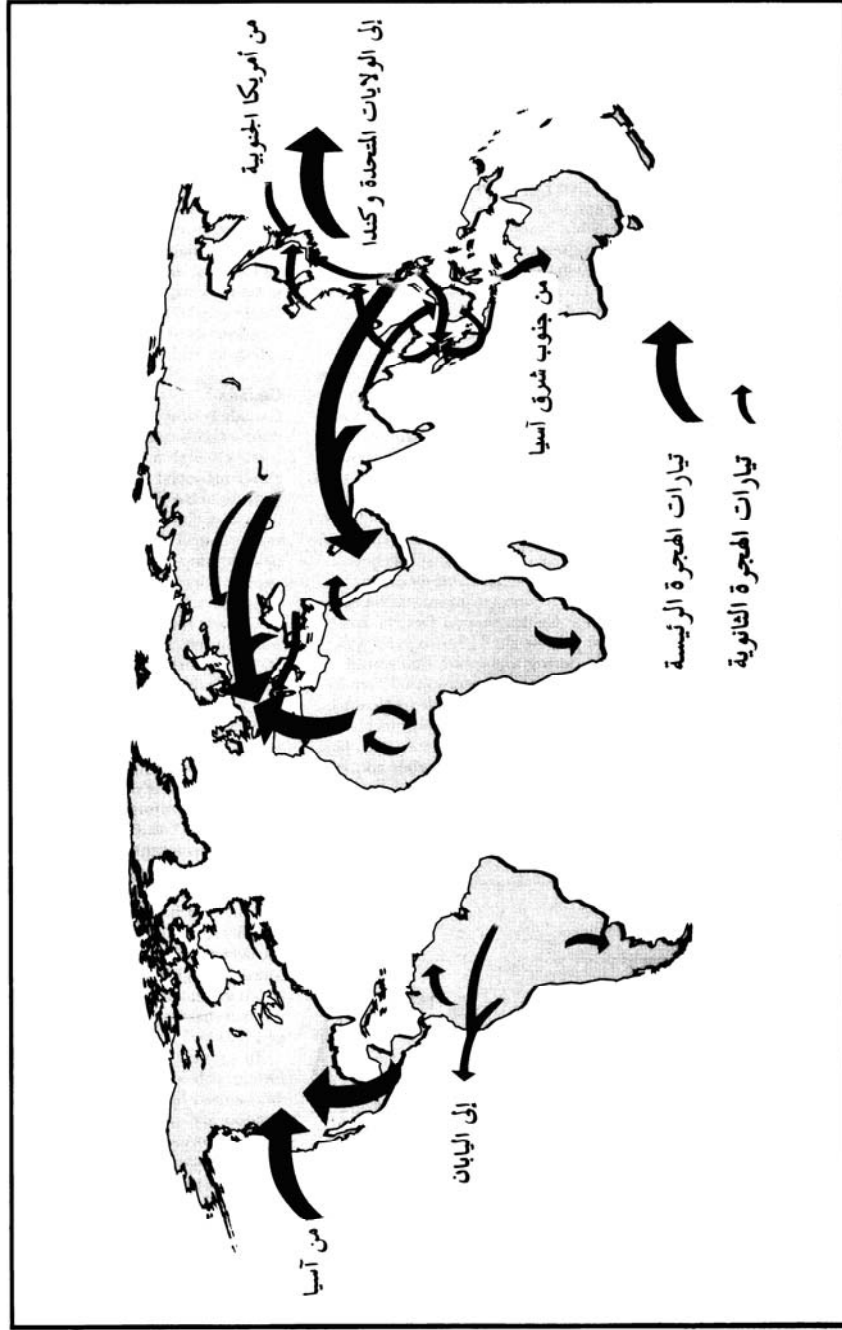 من أمريكا الجنوبية
إلى الولايات المتحدة وكندا
من جنوب شرق آسيا
من آسيا
إلى اليابان
تيارات الهجرة الرئيسة
تيارات الهجرة الثانوية